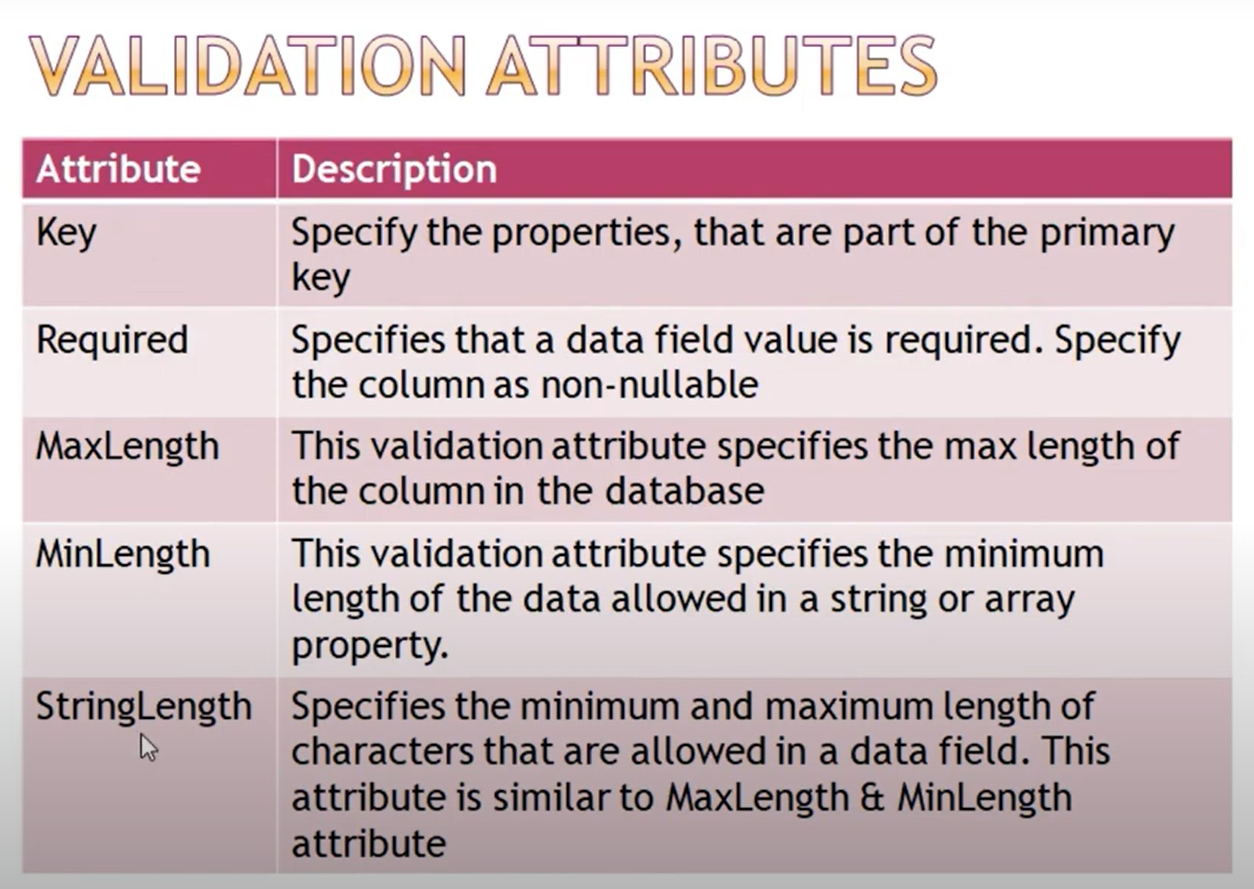 VALIDATION ATTRIBUTES
Attribute Description
Key Specify the properties, that are part of the primary
key
Required Specifies that a data field value is required. Specify
the column as non-nullable
MaxLength This validation attribute specifies the max length of
the column in the database
MinLength This validation attribute specifies the minimum
length of the data allowed in a string or array
property.
StringLength Specifies the minimum and maximum length of
characters that are allowed in a data field. This
attribute is similar to MaxLength & MinLength
attribute